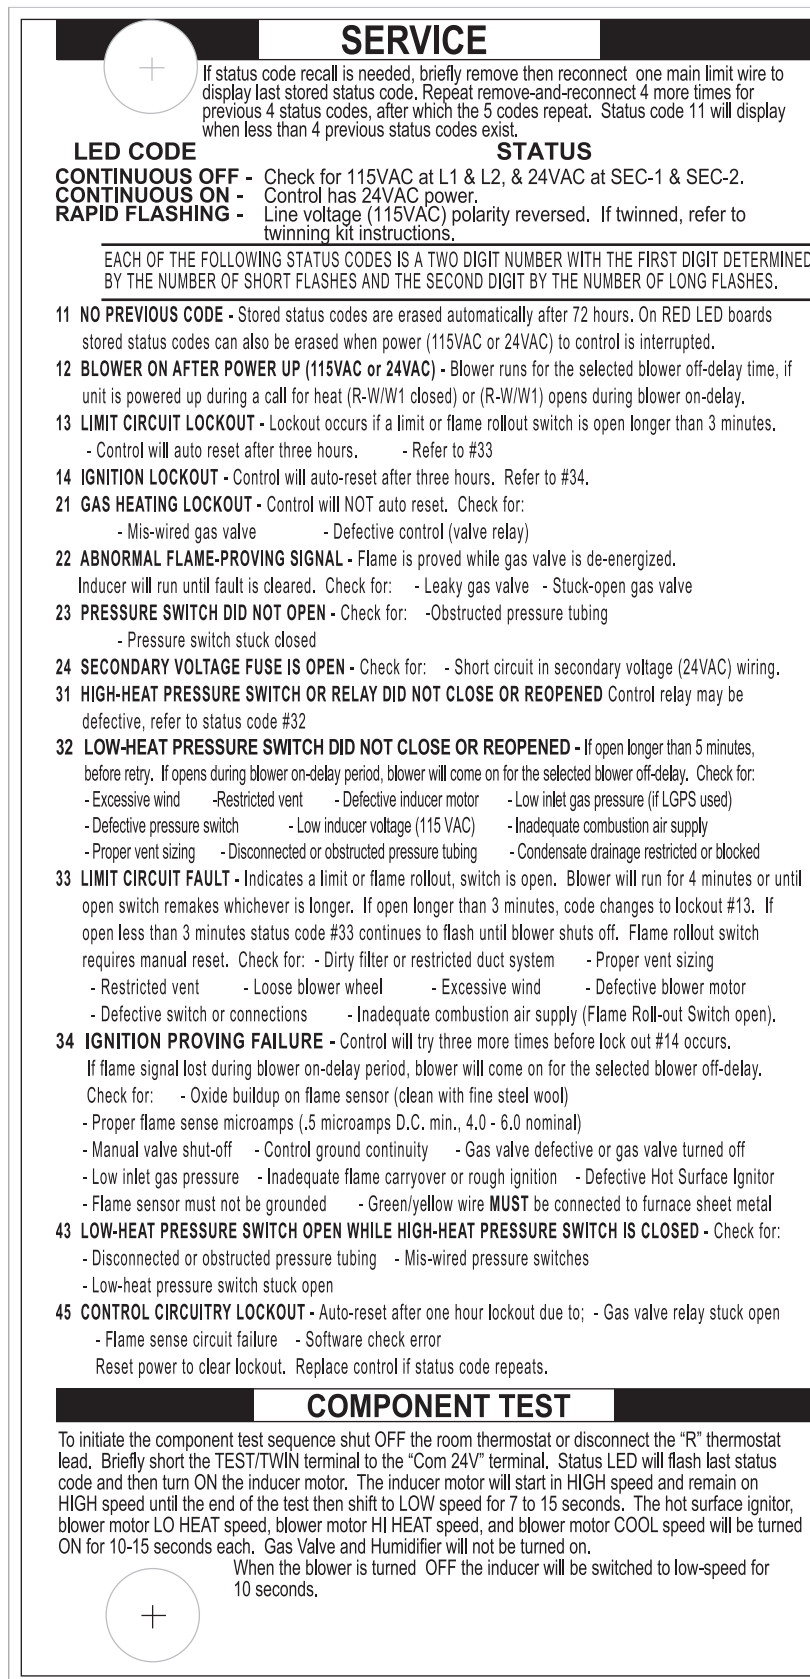 SERVICE
If status code recall is needed, briefly remove then reconnect one main limit wire to
display last stored status code. Repeat remove-and-reconnect 4 more times for
previous 4 status codes, after which the 5 codes repeat. Status code 11 will display
when less than 4 previous status codes exist.
LED CODE STATUS
CONTINUOUS OFF - Check for 115VAC at L1 & L2, & 24VAC at SEC-1 & SEC-2.
CONTINUOUS ON - Control has 24VAC power.
RAPID FLASHING - Line voltage (115VAC) polarity reversed. If twinned, refer to
twinning kit instructions.
EACH OF THE FOLLOWING STATUS CODES IS A TWO DIGIT NUMBER WITH THE FIRST DIGIT DETERMINED
BY THE NUMBER OF SHORT FLASHES AND THE SECOND DIGIT BY THE NUMBER OF LONG FLASHES.
11 NO PREVIOUS CODE - Stored status codes are erased automatically after 72 hours. On RED LED boards
stored status codes can also be erased when power (115VAC or 24VAC) to control is interrupted.
12 BLOWER ON AFTER POWER UP (115VAC or 24VAC) - Blower runs for the selected blower off-delay time, if
unit is powered up during a call for heat (R-W/W1 closed) or (R-W/W1) opens during blower on-delay.
13 LIMIT CIRCUIT LOCKOUT - Lockout occurs if a limit or flame rollout switch is open longer than 3 minutes.
- Control will auto reset after three hours. - Refer to #33
14 IGNITION LOCKOUT - Control will auto-reset after three hours. Refer to #34.
21 GAS HEATING LOCKOUT - Control will NOT auto reset. Check for:
- Mis-wired gas valve - Defective control (valve relay)
22 ABNORMAL FLAME-PROVING SIGNAL - Flame is proved while gas valve is de-energized.
Inducer will run until fault is cleared. Check for: - Leaky gas valve - Stuck-open gas valve
23 PRESSURE SWITCH DID NOT OPEN - Check for: -Obstructed pressure tubing
- Pressure switch stuck closed
24 SECONDARY VOLTAGE FUSE IS OPEN - Check for: - Short circuit in secondary voltage (24VAC) wiring.
31 HIGH-HEAT PRESSURE SWITCH OR RELAY DID NOT CLOSE OR REOPENED Control relay may be
defective, refer to status code #32
32 LOW-HEAT PRESSURE SWITCH DID NOT CLOSE OR REOPENED - If open longer than 5 minutes,
before retry. If opens during blower on-delay period, blower will come on for the selected blower off-delay. Check for:
- Excessive wind -Restricted vent - Defective inducer motor - Low inlet gas pressure (if LGPS used)
- Defective pressure switch - Low inducer voltage (115 VAC) - Inadequate combustion air supply
- Proper vent sizing - Disconnected or obstructed pressure tubing - Condensate drainage restricted or blocked
33 LIMIT CIRCUIT FAULT - Indicates a limit or flame rollout, switch is open. Blower will run for 4 minutes or until
open switch remakes whichever is longer. If open longer than 3 minutes, code changes to lockout #13. If
open less than 3 minutes status code #33 continues to flash until blower shuts off. Flame rollout switch
requires manual reset. Check for: - Dirty filter or restricted duct system - Proper vent sizing
- Restricted vent - Loose blower wheel - Excessive wind - Defective blower motor
- Defective switch or connections - Inadequate combustion air supply (Flame Roll-out Switch open).
34 IGNITION PROVING FAILURE - Control will try three more times before lock out #14 occurs.
If flame signal lost during blower on-delay period, blower will come on for the selected blower off-delay.
Check for: - Oxide buildup on flame sensor (clean with fine steel wool)
- Proper flame sense microamps (.5 microamps D.C. min., 4.0 - 6.0 nominal)
- Manual valve shut-off - Control ground continuity - Gas valve defective or gas valve turned off
- Low inlet gas pressure - Inadequate flame carryover or rough ignition - Defective Hot Surface Ignitor
- Flame sensor must not be grounded - Green/yellow wire MUST be connected to furnace sheet metal
43 LOW-HEAT PRESSURE SWITCH OPEN WHILE HIGH-HEAT PRESSURE SWITCH IS CLOSED - Check for:
- Disconnected or obstructed pressure tubing - Mis-wired pressure switches
- Low-heat pressure switch stuck open
45 CONTROL CIRCUITRY LOCKOUT - Auto-reset after one hour lockout due to; - Gas valve relay stuck open
- Flame sense circuit failure - Software check error
Reset power to clear lockout. Replace control if status code repeats.
COMPONENT TEST
To initiate the component test sequence shut OFF the room thermostat or disconnect the “R” thermostat
lead. Briefly short the TEST/TWIN terminal to the “Com 24V” terminal. Status LED will flash last status
code and then turn ON the inducer motor. The inducer motor will start in HIGH speed and remain on
HIGH speed until the end of the test then shift to LOW speed for 7 to 15 seconds. The hot surface ignitor,
blower motor LO HEAT speed, blower motor HI HEAT speed, and blower motor COOL speed will be turned
ON for 10-15 seconds each. Gas Valve and Humidifier will not be turned on.
When the blower is turned OFF the inducer will be switched to low-speed for
10 seconds.